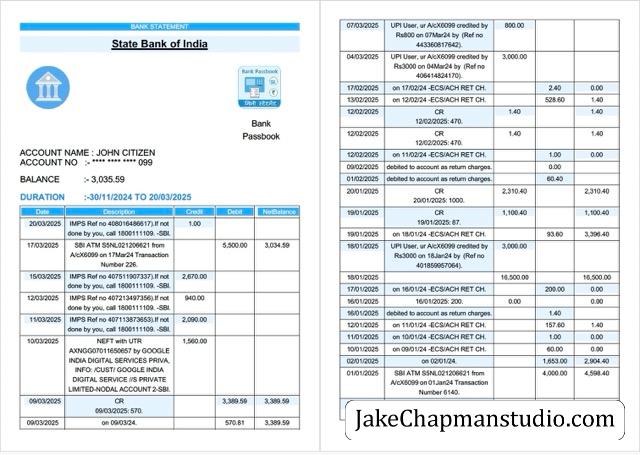 BANK STATEMENT
State Bank of India
Bank Passbook
Bank
Passbook
ACCOUNT NAME : JOHN CITIZEN
ACCOUNT NO :- **** **** **** 099
BALANCE :- 3,035.59
DURATION :-30/11/2024 TO 20/03/2025
Date Description Credit Debit NetBalance
20/03/2025 IMPS Ref no 408016486617).If not 1.00
done by you, call 1800111109. -SBI.
17/03/2025 SBI ATM S5NL021206621 from 5,500.00 3,034.59
A/cX6099 on 17Mar24 Transaction
Number 226.
15/03/2025 IMPS Ref no 407511907337).If not 2,670.00
done by you, call 1800111109. -SBI.
12/03/2025 IMPS Ref no 407213497356).If not 940.00
done by you, call 1800111109. -SBI.
11/03/2025 IMPS Ref no 407113873653).If not 2,090.00
done by you, call 1800111109. -SBI.
10/03/2025 NEFT with UTR 1,560.00
AXNGG07011650657 by GOOGLE
INDIA DIGITAL SERVICES PRIVA.
INFO: /CUST/ GOOGLE INDIA
DIGITAL SERVICE //S PRIVATE
LIMITED-NODAL ACCOUNT 2-SBI.
09/03/2025 CR 3,389.59 3,389.59
09/03/2025: 570.
09/03/2025 on 09/03/24. 570.81 3,389.59
07/03/2025 UPI User, ur A/cX6099 credited by 800.00
Rs800 on 07Mar24 by (Ref no
443360817642).
04/03/2025 UPI User, ur A/cX6099 credited by 3,000.00
Rs3000 on 04Mar24 by (Ref no
406414824170).
17/02/2025 on 17/02/24 -ECS/ACH RET CH. 2.40 0.00
13/02/2025 on 12/02/24 -ECS/ACH RET CH. 528.60 1.40
12/02/2025 CR 1.40 1.40
12/02/2025: 470.
12/02/2025 CR 1.40 1.40
12/02/2025: 470.
12/02/2025 on 11/02/24 -ECS/ACH RET CH. 1.00 0.00
09/02/2025 debited to account as return charges. 0.00
01/02/2025 debited to account as return charges. 60.40
20/01/2025 CR 2,310.40 2,310.40
20/01/2025: 1000.
19/01/2025 CR 1,100.40 1,100.40
19/01/2025: 87.
19/01/2025 on 18/01/24 -ECS/ACH RET CH. 93.60 3,396.40
18/01/2025 UPI User, ur A/cX6099 credited by 3,000.00
Rs3000 on 18Jan24 by (Ref no
401859957064).
18/01/2025 16,500.00 16,500.00
17/01/2025 on 16/01/24 -ECS/ACH RET CH. 200.00 0.00
16/01/2025 16/01/2025: 200. 0.00 0.00
16/01/2025 debited to account as return charges. 1.40
12/01/2025 on 11/01/24 -ECS/ACH RET CH. 157.60 1.40
11/01/2025 on 10/01/24 -ECS/ACH RET CH. 1.00 0.00
10/01/2025 on 09/01/24 -ECS/ACH RET CH. 60.00 0.00
02/01/2025 on 02/01/24. 1,653.00 2,904.40
01/01/2025 SBI ATM S5NL021206621 from 4,000.00 4,598.40
A/cX6099 on 01Jan24 Transaction
Number 6140.
JakeChapmanstudio.com